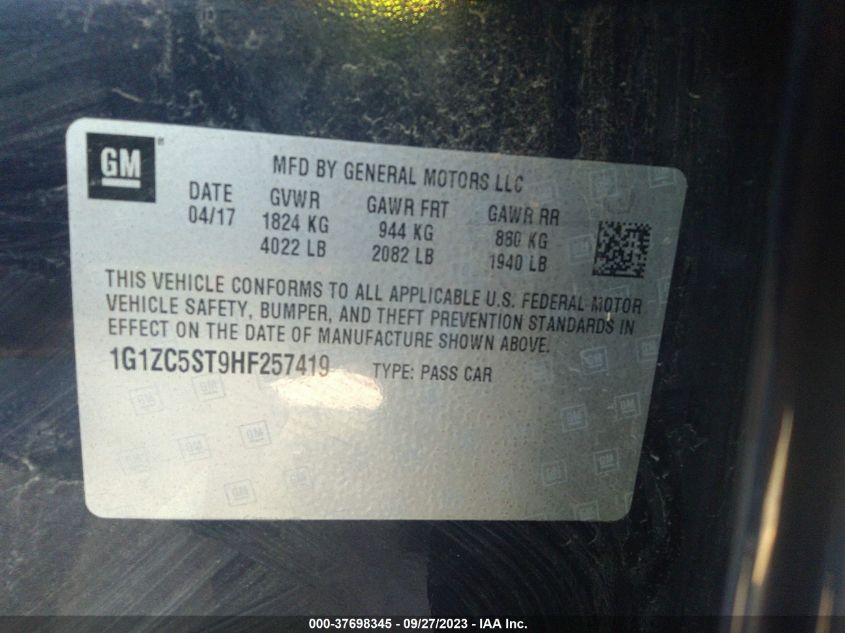 GM
MFD BY GENERAL MOTORS LLC
DATE GVWR GAWR FRT GAWR RR
04/17 1824 KG 944 KG 880 KG
4022 LB 2082 LB 1940 LB
THIS VEHICLE CONFORMS TO ALL APPLICABLE U.S. FEDERAL MOTOR
VEHICLE SAFETY, BUMPER, AND THEFT PREVENTION STANDARDS IN
EFFECT ON THE DATE OF MANUFACTURE SHOWN ABOVE.
1G1ZC5ST9HF257419 TYPE: PASS CAR
000-37698345 - 09/27/2023 - IAA Inc.